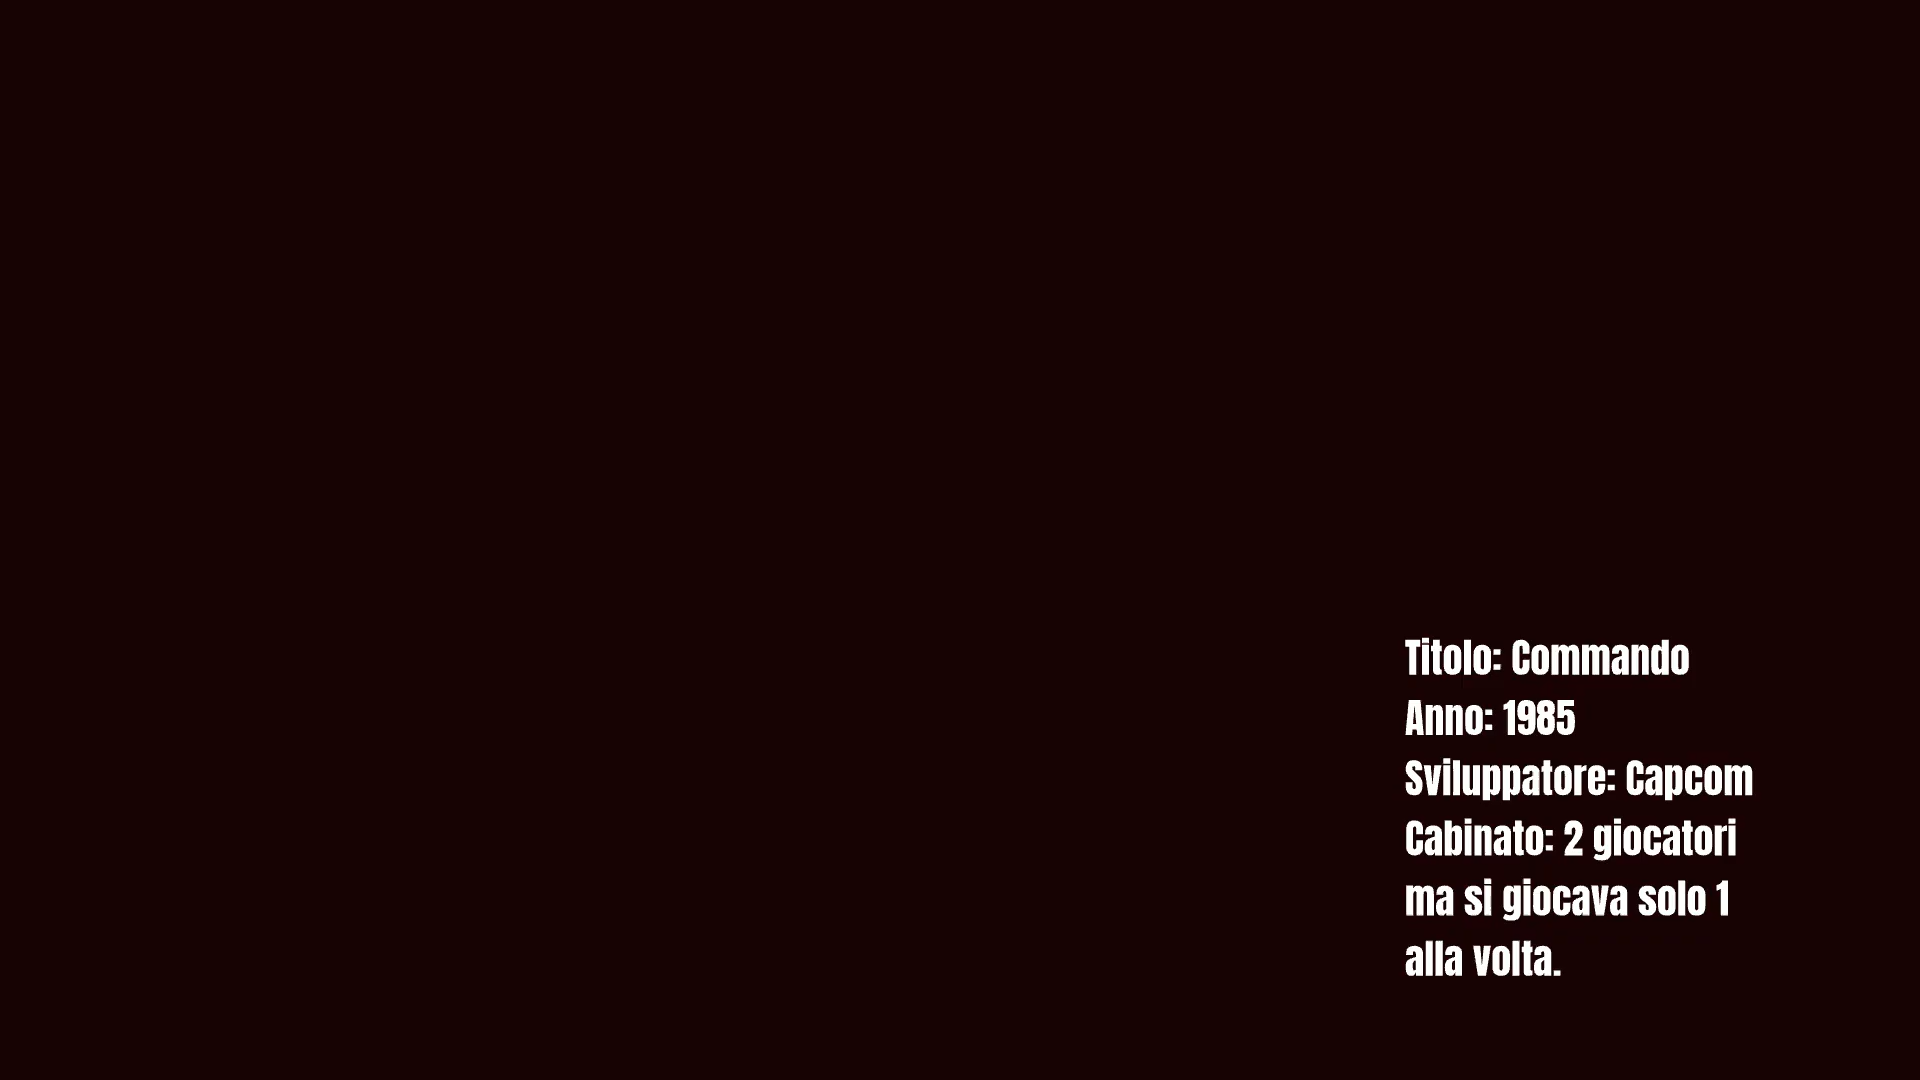 Titolo: Commando
Anno: 1985
Sviluppatore: Capcom
Cabinato: 2 giocatori
ma si giocava solo 1
alla volta.